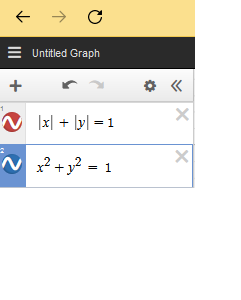 Untitled Graph
1
|x| + |y| = 1
2
x² + y² = 1